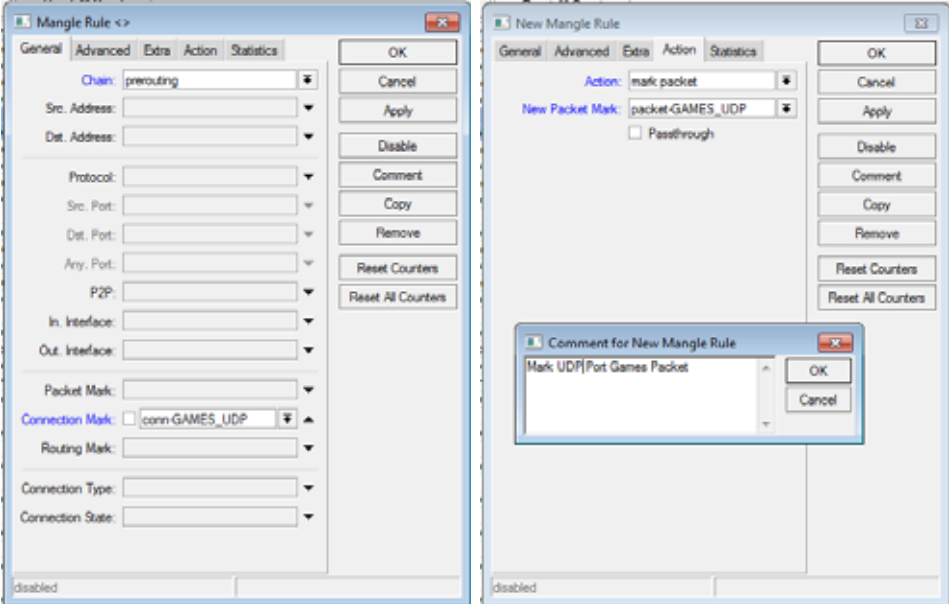 Mangle Rule <>
General Advanced Extra Action Statistics
Chain: prerouting
Src. Address:
Dst. Address:
Protocol:
Src. Port:
Dst. Port:
Any. Port:
P2P:
In. Interface:
Out. Interface:
Packet Mark:
Connection Mark: conn-GAMES_UDP
Routing Mark:
Connection Type:
Connection State:
OK
Cancel
Apply
Disable
Comment
Copy
Remove
Reset Counters
Reset All Counters
disabled
New Mangle Rule
General Advanced Extra Action Statistics
Action: mark packet
New Packet Mark: packet-GAMES_UDP
Passthrough
OK
Cancel
Apply
Disable
Comment
Copy
Remove
Reset Counters
Reset All Counters
Comment for New Mangle Rule
Mark UDP Port Games Packet
OK
Cancel
disabled